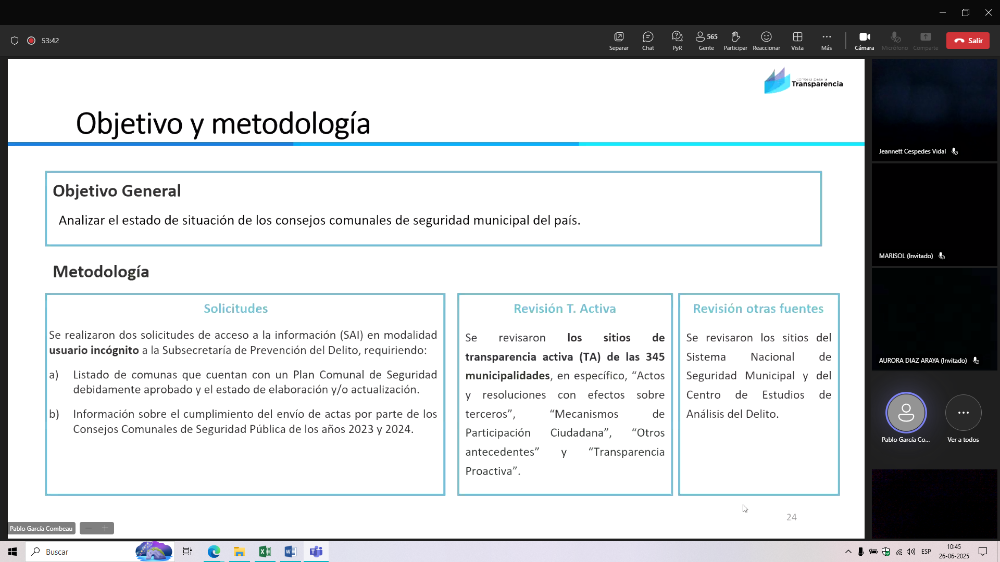 53:42
Separar
Chat
PyR
565
Gente
Participar
Reaccionar
Vista
Más
Cámara
Micrófono
Comparte
Salir
consejo para la
Transparencia
Objetivo y metodología
Objetivo General
Analizar el estado de situación de los consejos comunales de seguridad municipal del país.
Metodología
Solicitudes
Se realizaron dos solicitudes de acceso a la información (SAI) en modalidad
usuario incógnito a la Subsecretaría de Prevención del Delito, requiriendo:
a) Listado de comunas que cuentan con un Plan Comunal de Seguridad
debidamente aprobado y el estado de elaboración y/o actualización.
b) Información sobre el cumplimiento del envío de actas por parte de los
Consejos Comunales de Seguridad Pública de los años 2023 y 2024.
Revisión T. Activa
Se revisaron los sitios de
transparencia activa (TA) de las 345
municipalidades, en específico, “Actos
y resoluciones con efectos sobre
terceros”, “Mecanismos de
Participación Ciudadana”, “Otros
antecedentes” y “Transparencia
Proactiva”.
Revisión otras fuentes
Se revisaron los sitios del
Sistema Nacional de
Seguridad Municipal y del
Centro de Estudios de
Análisis del Delito.
24
Jeannett Cespedes Vidal
MARISOL (Invitado)
AURORA DIAZ ARAYA (Invitado)
Pablo García Co...
Ver a todos
Pablo García Combeau
Buscar
ESP
10:45
26-06-2025